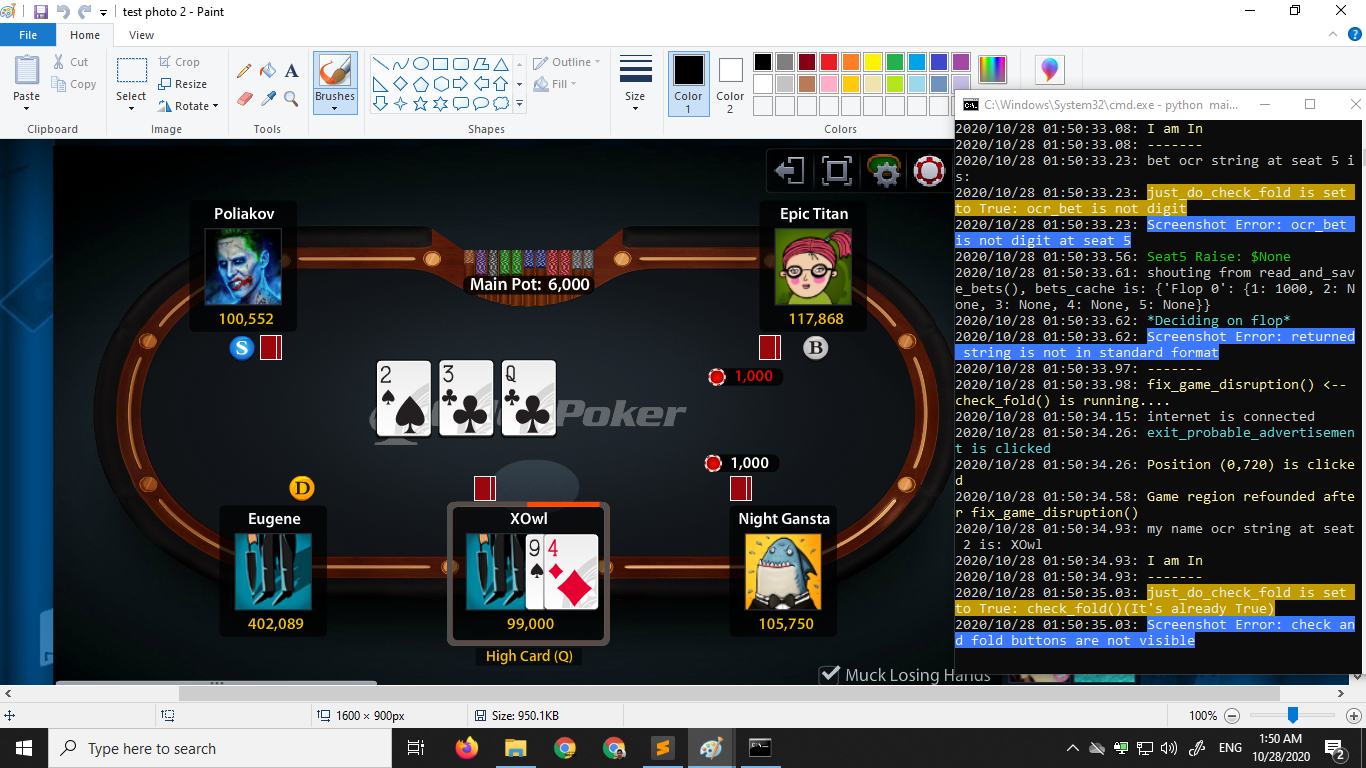 test photo 2 - Paint
File
Home
View
Paste
Cut
Copy
Clipboard
Select
Crop
Resize
Rotate
Image
A
Tools
Brushes
Shapes
Outline
Fill
Size
Color 1
Color 2
Colors
C:\Windows\System32\cmd.exe - python mai...
2020/10/28 01:50:33.08: I am In
2020/10/28 01:50:33.08: -------
2020/10/28 01:50:33.23: bet ocr string at seat 5 i
s:
2020/10/28 01:50:33.23: just_do_check_fold is set
to True: ocr_bet is not digit
2020/10/28 01:50:33.23: Screenshot Error: ocr_bet
is not digit at seat 5
2020/10/28 01:50:33.56: Seat5 Raise: $None
2020/10/28 01:50:33.61: shouting from read_and_sav
e_bets(), bets_cache is: {'Flop 0': {1: 1000, 2: N
one, 3: None, 4: None, 5: None}}
2020/10/28 01:50:33.62: *Deciding on flop*
2020/10/28 01:50:33.62: Screenshot Error: returned
string is not in standard format
2020/10/28 01:50:33.97: -------
2020/10/28 01:50:33.98: fix_game_disruption() <--
check_fold() is running....
2020/10/28 01:50:34.15: internet is connected
2020/10/28 01:50:34.26: exit_probable_advertisemen
t is clicked
2020/10/28 01:50:34.26: Position (0,720) is clicke
d
2020/10/28 01:50:34.58: Game region refounded afte
r fix_game_disruption()
2020/10/28 01:50:34.93: my name ocr string at seat
2 is: XOwl
2020/10/28 01:50:34.93: I am In
2020/10/28 01:50:34.93: -------
2020/10/28 01:50:35.03: just_do_check_fold is set
to True: check_fold()(It's already True)
2020/10/28 01:50:35.03: Screenshot Error: check an
d fold buttons are not visible
Poliakov
100,552
S
Epic Titan
117,868
B
Main Pot: 6,000
1,000
2
3
Q
Poker
1,000
D
Eugene
402,089
XOwl
9
4
99,000
High Card (Q)
Night Gansta
105,750
Muck Losing Hands
1600 × 900px
Size: 950.1KB
100%
Type here to search
ENG
1:50 AM
10/28/2020
2